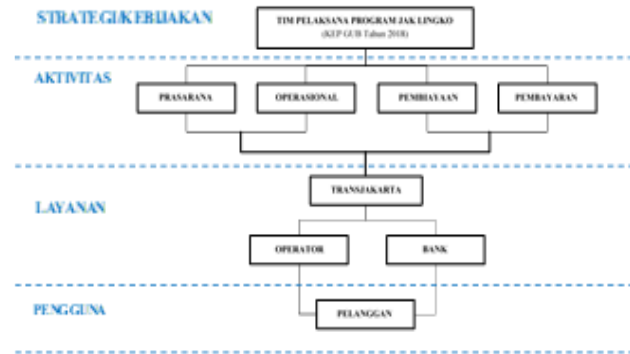 STRATEGI/KEBIJAKAN
TIM PELAKSANA PROGRAM JAK LINGKO
(KEP GUB Tahun 2018)
AKTIVITAS
PRASARANA
OPERASIONAL
PEMBIAYAAN
PEMBAYARAN
TRANSJAKARTA
LAYANAN
OPERATOR
BANK
PENGGUNA
PELANGGAN